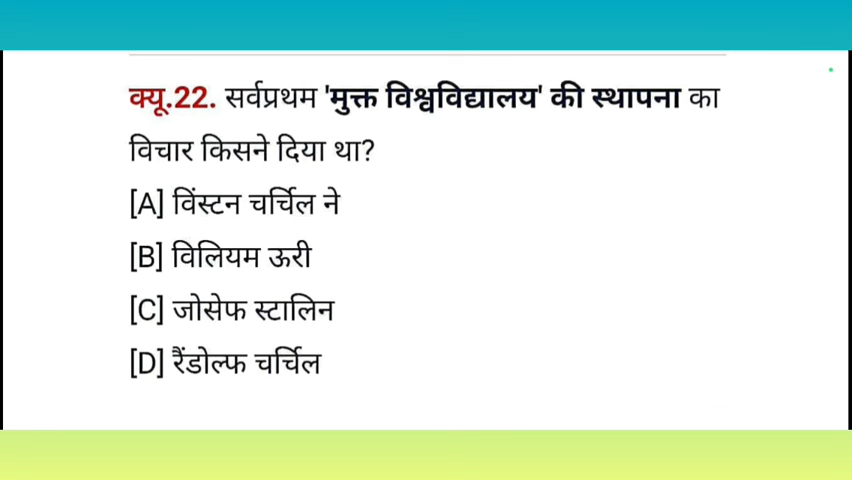 क्यू.22. सर्वप्रथम 'मुक्त विश्वविद्यालय' की स्थापना का
विचार किसने दिया था?
[A] विंस्टन चर्चिल ने
[B] विलियम ऊरी
[C] जोसेफ स्टालिन
[D] रैंडोल्फ चर्चिल